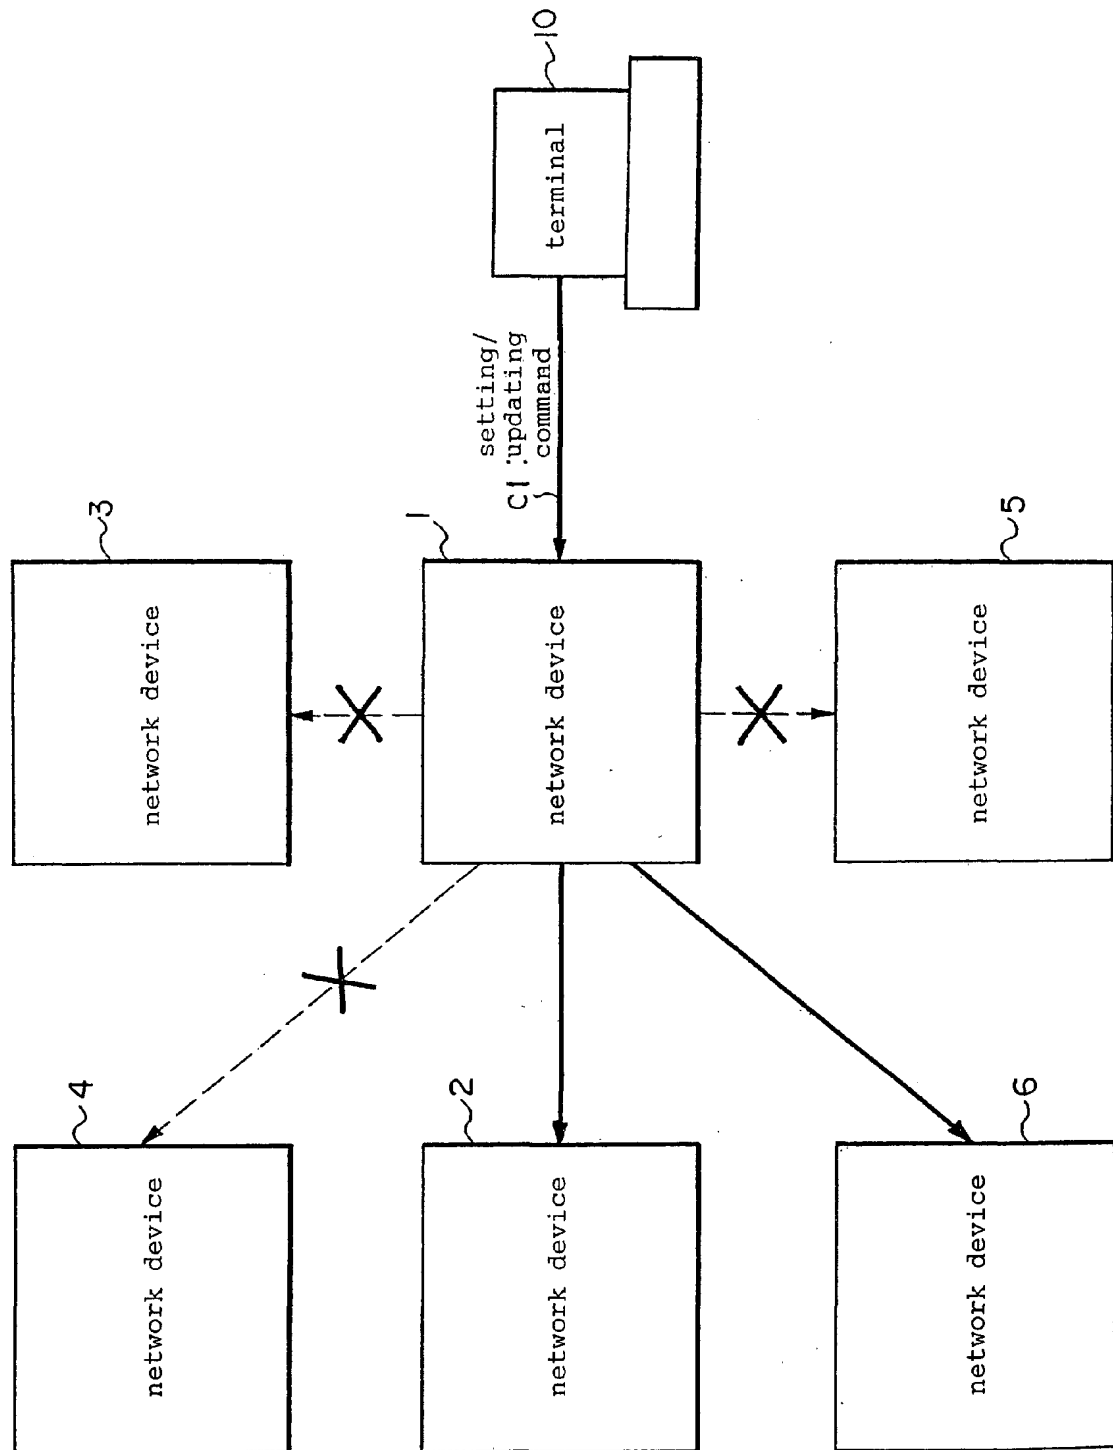 10
terminal
setting/
C1 : updating
command
3
network device
1
network device
5
network device
4
network device
2
network device
6
network device